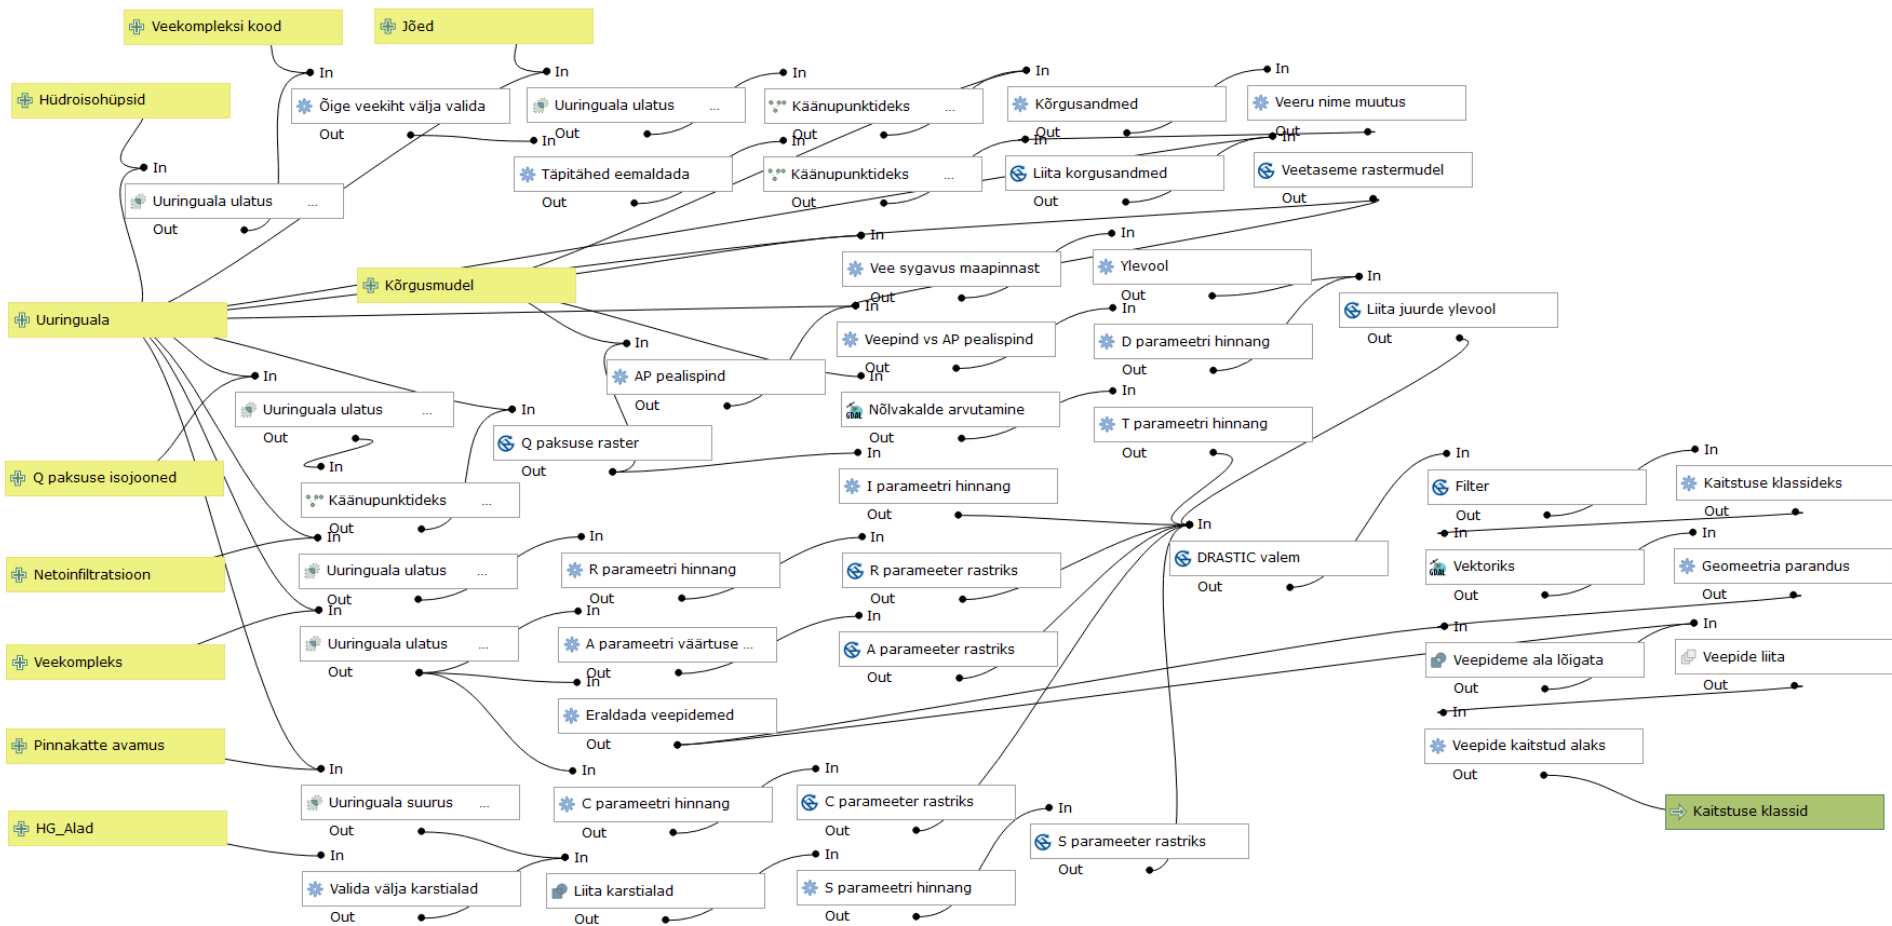 Veekompleksi kood
Jõed
Hüdroisohüpsid
In
Õige veekiht välja valida
Out
In
Uuringuala ulatus ...
Out
In
Käänupunktideks ...
Out
In
Kõrgusandmed
Out
In
Veeru nime muutus
Out
In
Uuringuala ulatus ...
Out
In
Täpitähed eemaldada
Out
In
Käänupunktideks ...
Out
In
Liita korgusandmed
Out
In
Veetaseme rastermudel
Out
Kõrgusmudel
Uuringuala
In
Vee sygavus maapinnast
Out
In
Ylevool
Out
In
Liita juurde ylevool
Out
In
Veepind vs AP pealispind
Out
In
D parameetri hinnang
Out
In
AP pealispind
Out
In
Nõlvakalde arvutamine
Out
In
T parameetri hinnang
Out
In
Uuringuala ulatus ...
Out
In
Q paksuse raster
Out
Q paksuse isojooned
In
Käänupunktideks ...
Out
In
I parameetri hinnang
Out
In
Filter
Out
In
Kaitstuse klassideks
Out
Netoinfiltratsioon
In
Uuringuala ulatus ...
Out
In
R parameetri hinnang
Out
In
R parameeter rastriks
Out
In
DRASTIC valem
Out
In
Vektoriks
Out
In
Geomeetria parandus
Out
Veekompleks
In
Uuringuala ulatus ...
Out
In
A parameetri väärtuse ...
Out
In
A parameeter rastriks
Out
In
Veepideme ala lõigata
Out
In
Veepide liita
Out
In
Eraldada veepidemed
Out
In
Veepide kaitstud alaks
Out
Pinnakatte avamus
In
Uuringuala suurus ...
Out
In
C parameetri hinnang
Out
In
C parameeter rastriks
Out
In
S parameeter rastriks
Out
Kaitstuse klassid
HG_Alad
In
Valida välja karstialad
Out
In
Liita karstialad
Out
In
S parameetri hinnang
Out